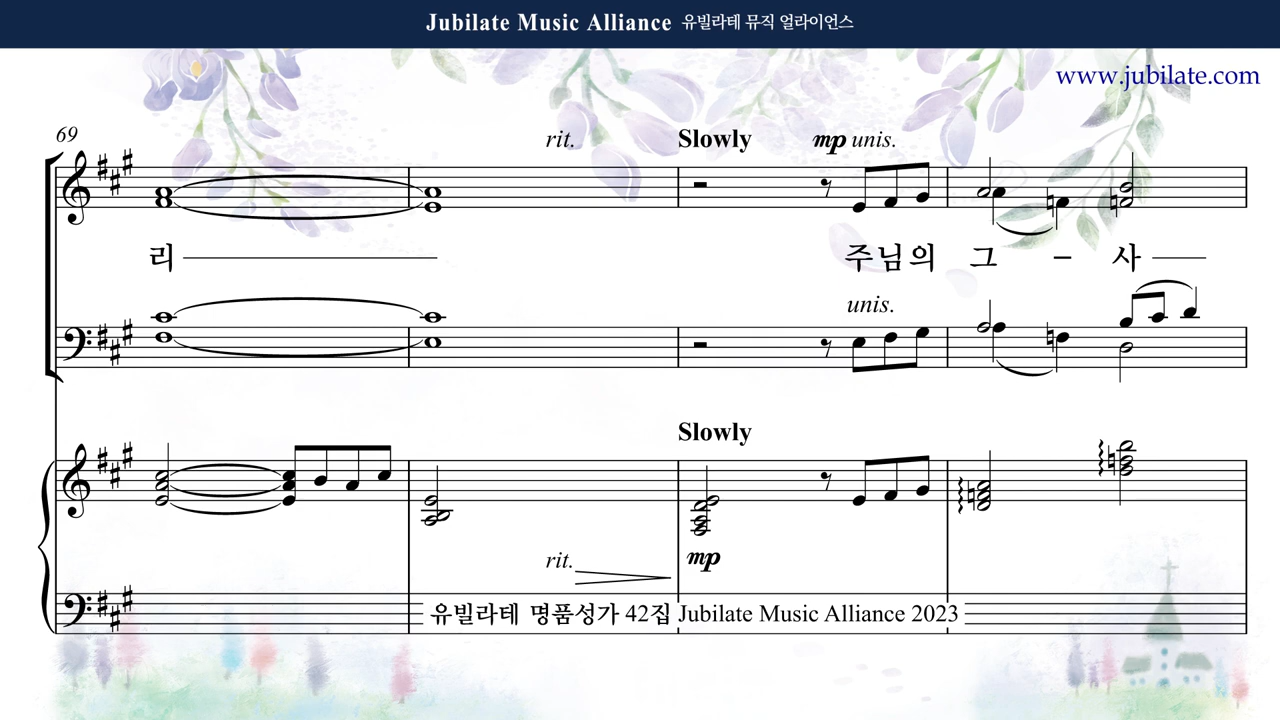 Jubilate Music Alliance 유빌라테 뮤직 얼라이언스
www.jubilate.com
69
rit. Slowly mp unis.
리 주님의 그 - 사
unis.
Slowly
rit. mp
유빌라테 명품성가 42집 Jubilate Music Alliance 2023